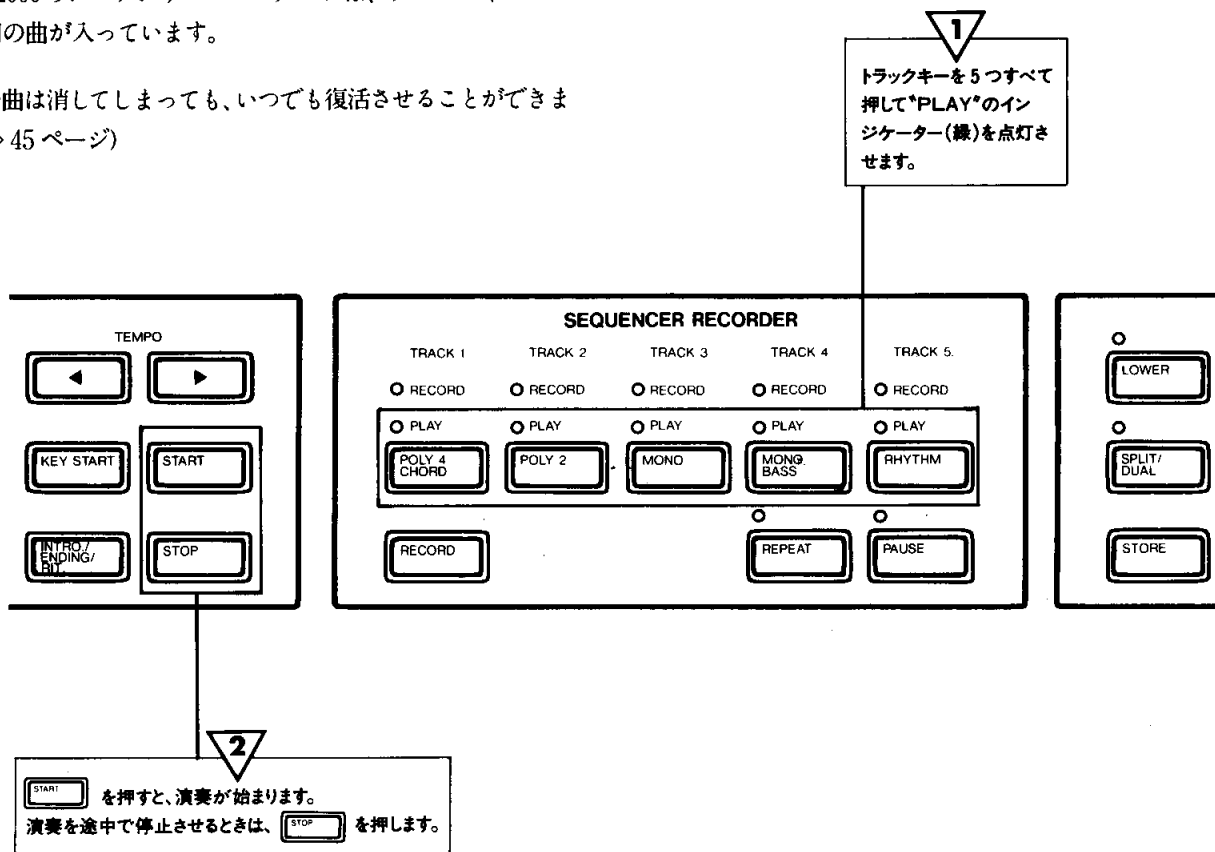 の曲が入っています。
曲は消してしまっても、いつでも復活させることができま
45 ページ)
1
トラックキーを5つすべて
押して"PLAY"のイン
ジケーター(緑)を点灯さ
せます。
TEMPO
◀ ▶
KEY START START
INTRO./
ENDING/
RIT. STOP
SEQUENCER RECORDER
TRACK 1 TRACK 2 TRACK 3 TRACK 4 TRACK 5.
RECORD RECORD RECORD RECORD RECORD
PLAY PLAY PLAY PLAY PLAY
POLY 4
CHORD
POLY 2
MONO
MONO.
BASS
RHYTHM
RECORD REPEAT PAUSE
LOWER
SPLIT/
DUAL
STORE
2
START を押すと、演奏が始まります。
演奏を途中で停止させるときは、 STOP を押します。